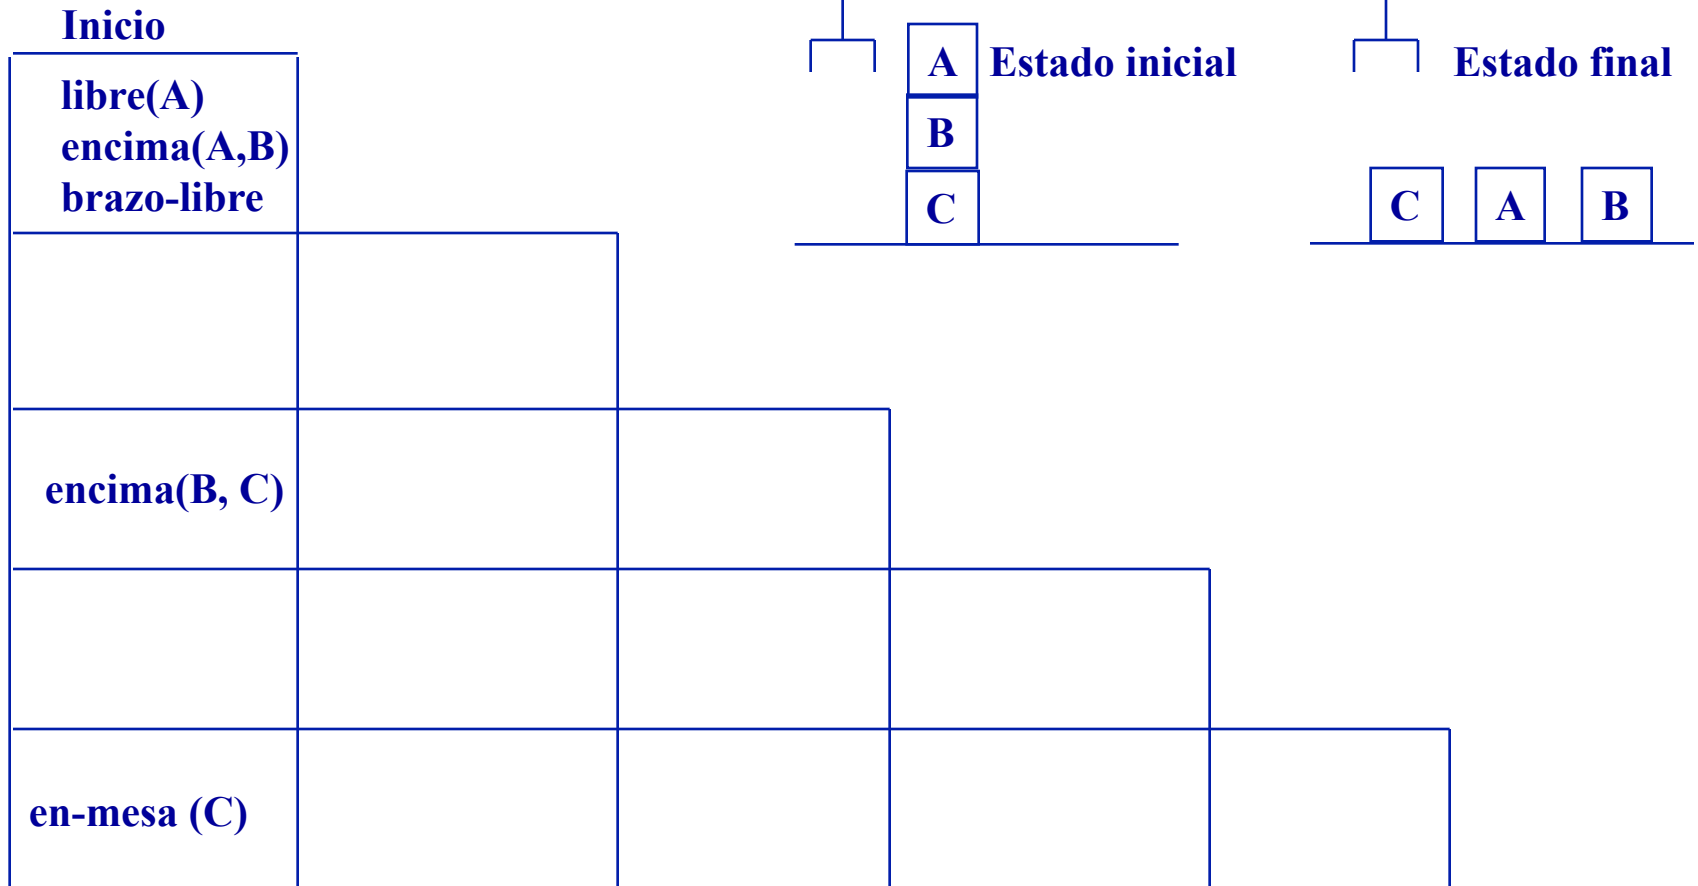 Inicio
libre(A)
encima(A,B)
brazo-libre
encima(B, C)
en-mesa (C)
A
Estado inicial
B
C
Estado final
C A B